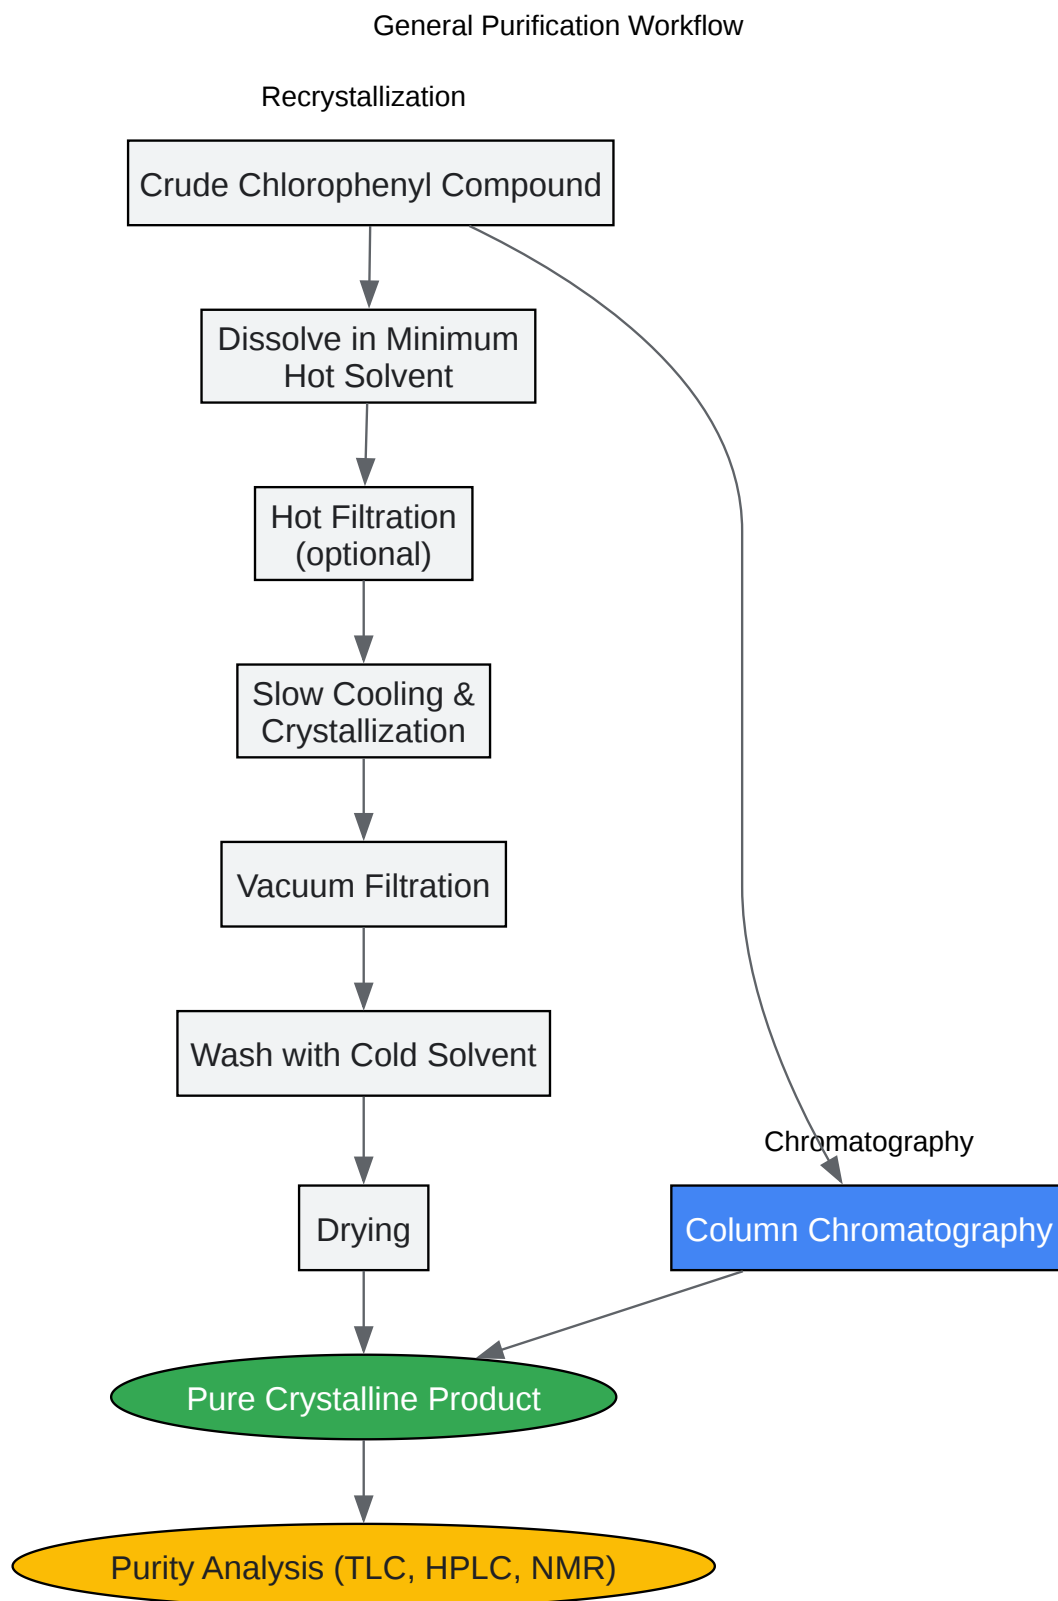 General Purification Workflow
Recrystallization
Crude Chlorophenyl Compound
Dissolve in Minimum
Hot Solvent
Hot Filtration
(optional)
Slow Cooling &
Crystallization
Vacuum Filtration
Wash with Cold Solvent
Chromatography
Drying
Column Chromatography
Pure Crystalline Product
Purity Analysis (TLC, HPLC, NMR)